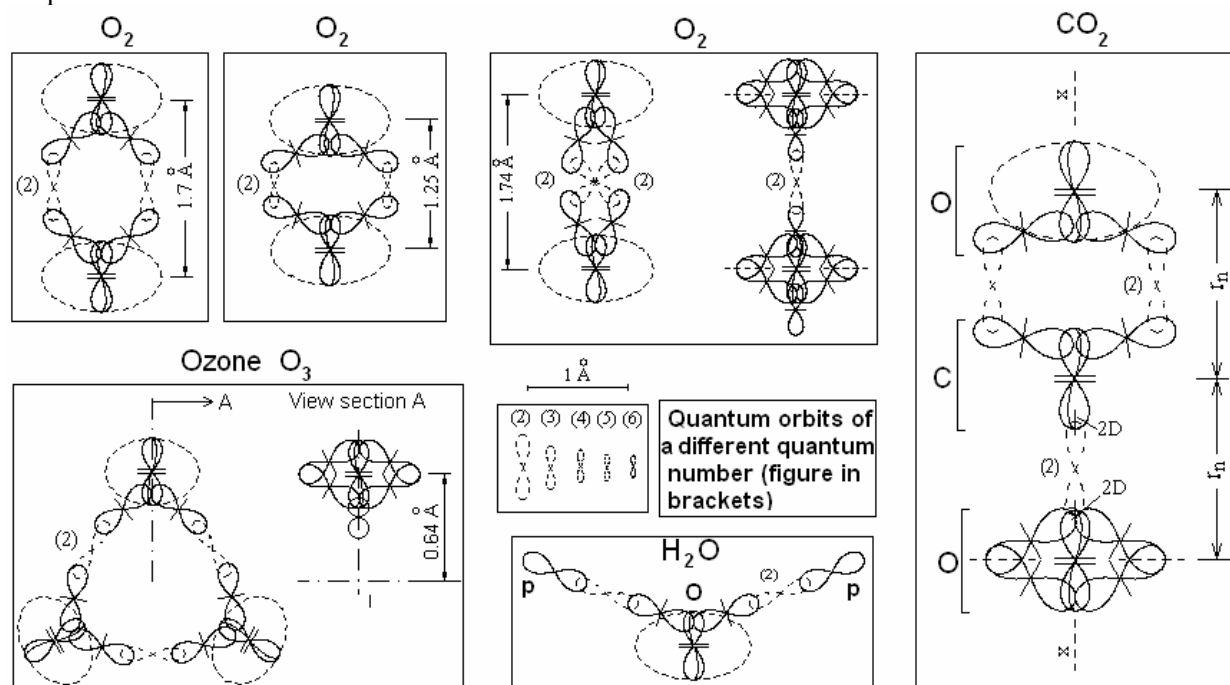 O2
(2)
1.7 Å
O2
(2)
1.25 Å
O2
1.74 Å
(2)
(2)
(2)
CO2
z
O
(2)
rn
C
2D
(2)
2D
rn
O
z
Ozone O3
A
View section A
(2)
0.64 Å
1 Å
(2) (3) (4) (5) (6)
Quantum orbits of
a different quantum
number (figure in
brackets)
H2O
p
O
(2)
p